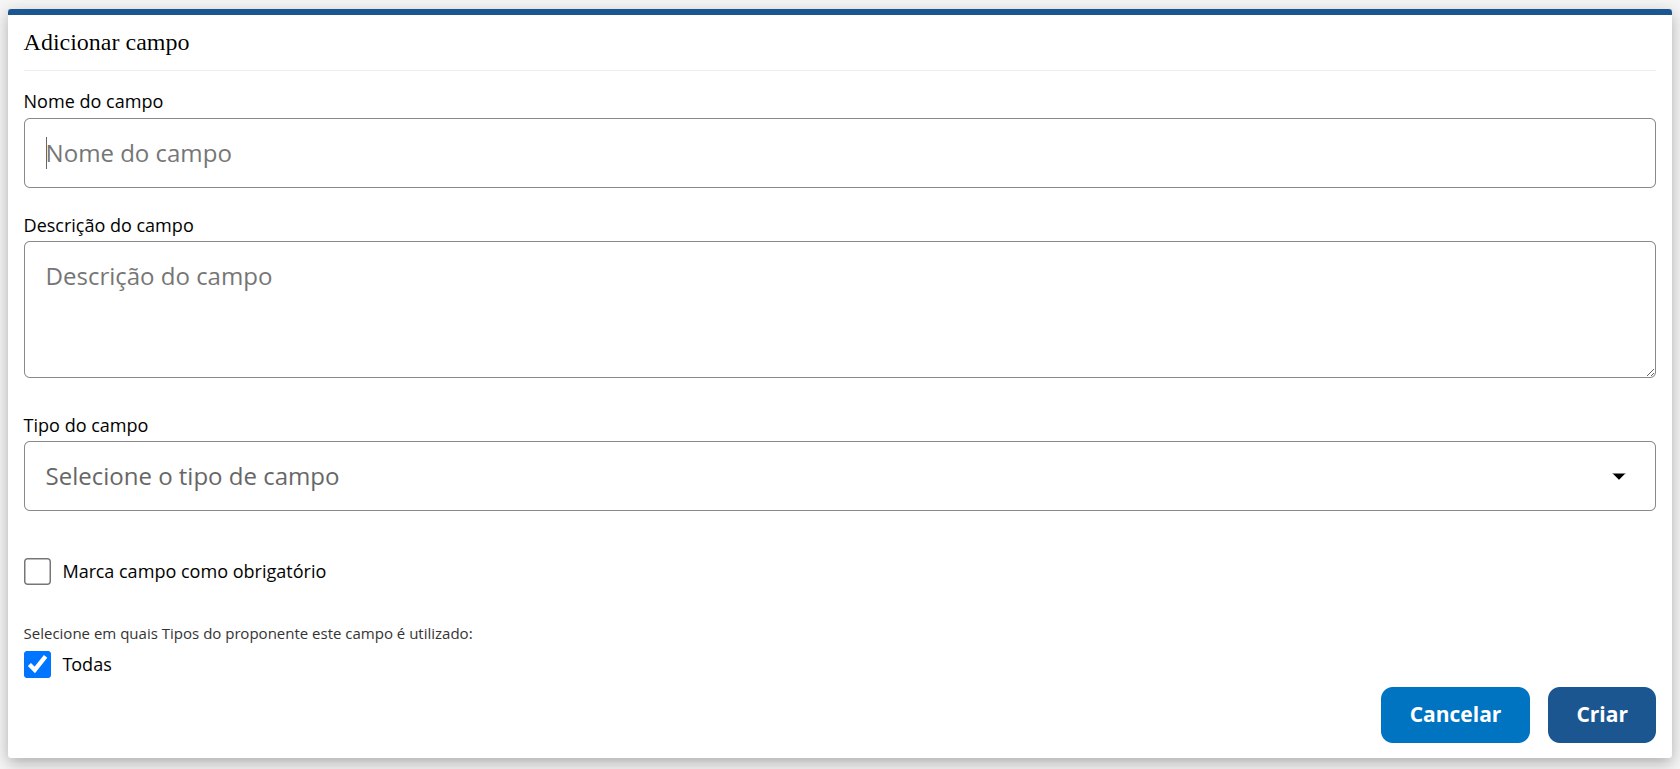 Adicionar campo
Nome do campo
Nome do campo
Descrição do campo
Descrição do campo
Tipo do campo
Selecione o tipo de campo
Marca campo como obrigatório
Selecione em quais Tipos do proponente este campo é utilizado:
Todas
Cancelar Criar